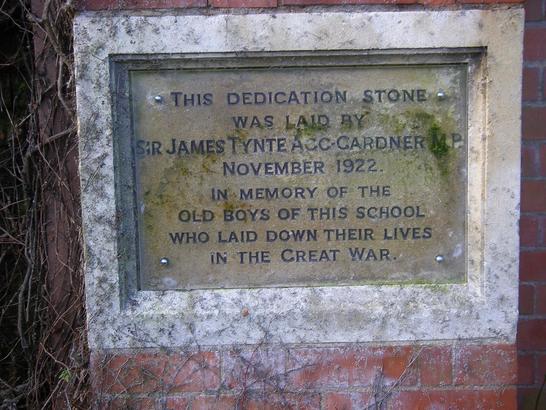 THIS DEDICATION STONE
WAS LAID BY
SIR JAMES TYNTE AGG-GARDNER M.P.
NOVEMBER 1922.
IN MEMORY OF THE
OLD BOYS OF THIS SCHOOL
WHO LAID DOWN THEIR LIVES
IN THE GREAT WAR.